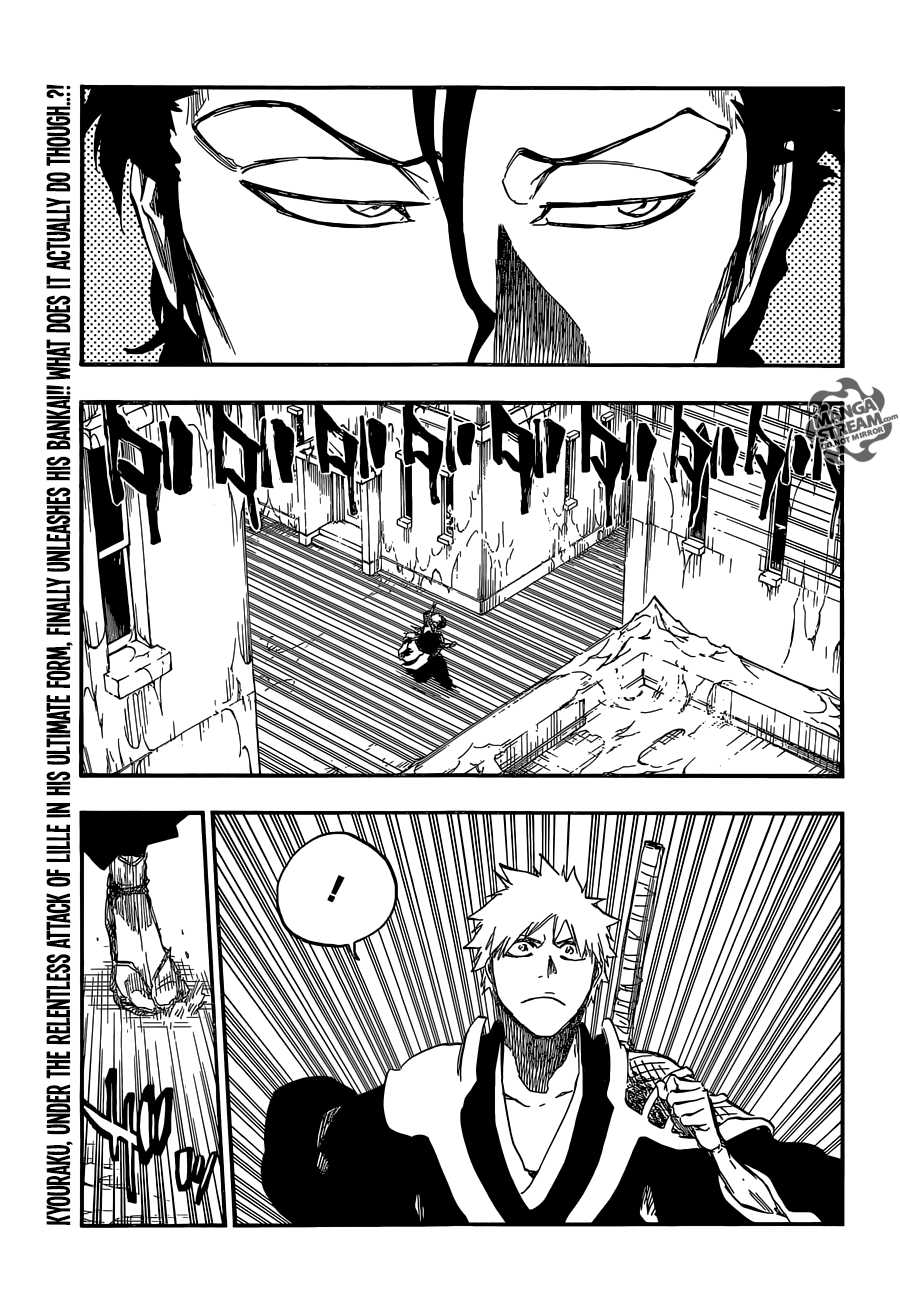 KYOURAKU, UNDER THE RELENTLESS ATTACK OF LILLE IN HIS ULTIMATE FORM, FINALLY UNLEASHES HIS BANKAI!!! WHAT DOES IT ACTUALLY DO THOUGH..?!
MANGA
STREAM.com
DO NOT MIRROR
!